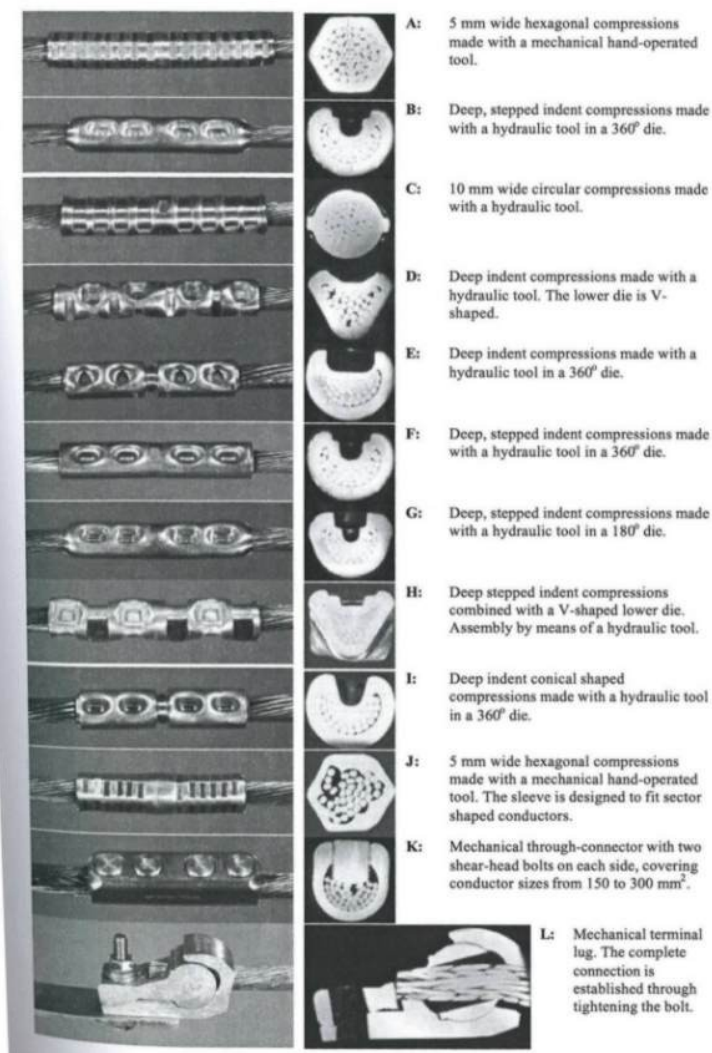 A: 5 mm wide hexagonal compressions
made with a mechanical hand-operated
tool.
B: Deep, stepped indent compressions made
with a hydraulic tool in a 360° die.
C: 10 mm wide circular compressions made
with a hydraulic tool.
D: Deep indent compressions made with a
hydraulic tool. The lower die is V-
shaped.
E: Deep indent compressions made with a
hydraulic tool in a 360° die.
F: Deep, stepped indent compressions made
with a hydraulic tool in a 360° die.
G: Deep, stepped indent compressions made
with a hydraulic tool in a 180° die.
H: Deep stepped indent compressions
combined with a V-shaped lower die.
Assembly by means of a hydraulic tool.
I: Deep indent conical shaped
compressions made with a hydraulic tool
in a 360° die.
J: 5 mm wide hexagonal compressions
made with a mechanical hand-operated
tool. The sleeve is designed to fit sector
shaped conductors.
K: Mechanical through-connector with two
shear-head bolts on each side, covering
conductor sizes from 150 to 300 mm².
L: Mechanical terminal
lug. The complete
connection is
established through
tightening the bolt.